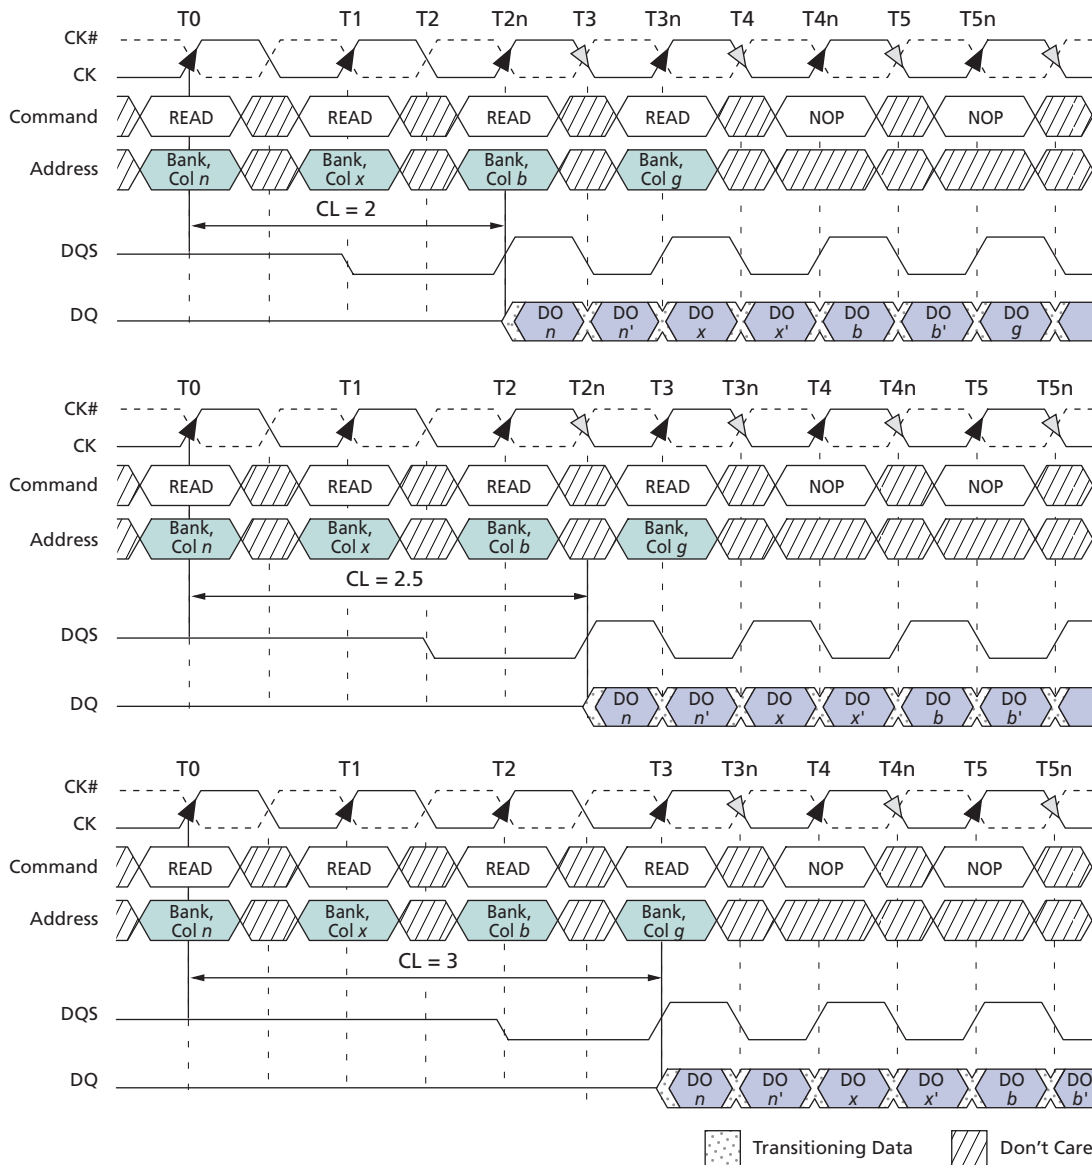 T0 T1 T2 T2n T3 T3n T4 T4n T5 T5n
CK#
CK
Command READ READ READ READ NOP NOP
Address Bank, Col n Bank, Col x Bank, Col b Bank, Col g
CL = 2
DQS
DQ DO n DO n' DO x DO x' DO b DO b' DO g
T0 T1 T2 T2n T3 T3n T4 T4n T5 T5n
CK#
CK
Command READ READ READ READ NOP NOP
Address Bank, Col n Bank, Col x Bank, Col b Bank, Col g
CL = 2.5
DQS
DQ DO n DO n' DO x DO x' DO b DO b'
T0 T1 T2 T3 T3n T4 T4n T5 T5n
CK#
CK
Command READ READ READ READ NOP NOP
Address Bank, Col n Bank, Col x Bank, Col b Bank, Col g
CL = 3
DQS
DQ DO n DO n' DO x DO x' DO b DO b'
Transitioning Data Don't Care